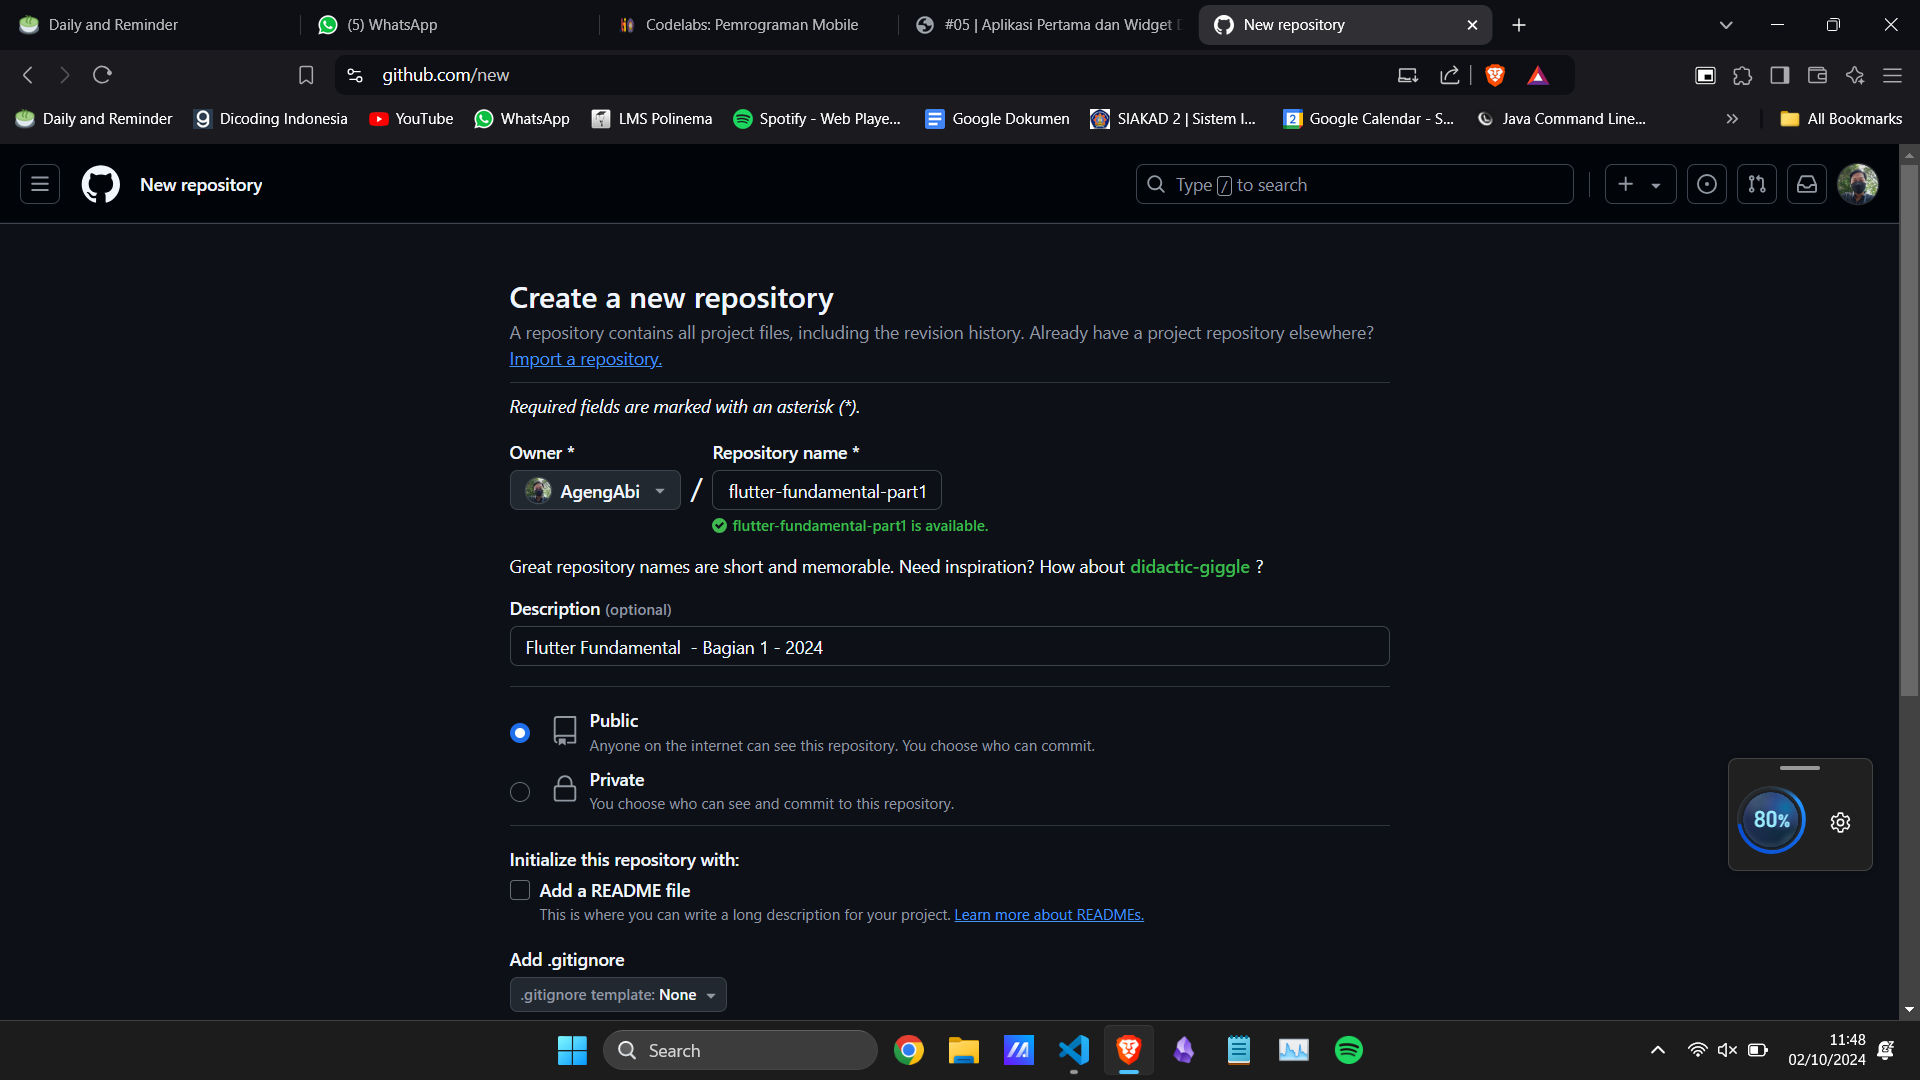 Daily and Reminder
(5) WhatsApp
Codelabs: Pemrograman Mobile
#05 | Aplikasi Pertama dan Widget
New repository
github.com/new
Daily and Reminder
Dicoding Indonesia
YouTube
WhatsApp
LMS Polinema
Spotify - Web Playe...
Google Dokumen
SIAKAD 2 | Sistem I...
2
Google Calendar - S...
Java Command Line...
All Bookmarks
New repository
Type / to search
Create a new repository
A repository contains all project files, including the revision history. Already have a project repository elsewhere?
Import a repository.
Required fields are marked with an asterisk (*).
Owner *
Repository name *
AgengAbi
/
flutter-fundamental-part1
flutter-fundamental-part1 is available.
Great repository names are short and memorable. Need inspiration? How about didactic-giggle ?
Description (optional)
Flutter Fundamental  - Bagian 1 - 2024
Public
Anyone on the internet can see this repository. You choose who can commit.
Private
You choose who can see and commit to this repository.
80%
Initialize this repository with:
Add a README file
This is where you can write a long description for your project. Learn more about READMEs.
Add .gitignore
.gitignore template: None
Search
11:48
02/10/2024